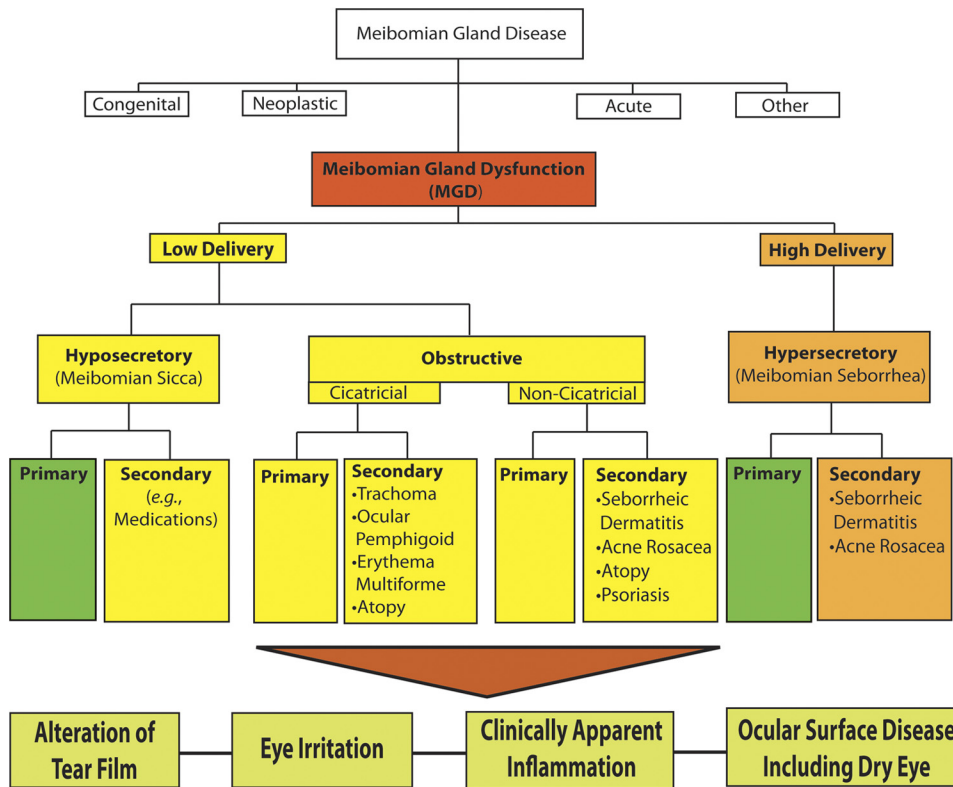 Meibomian Gland Disease
Congenital
Neoplastic
Acute
Other
Meibomian Gland Dysfunction
(MGD)
Low Delivery
High Delivery
Hyposecretory
(Meibomian Sicca)
Obstructive
Cicatricial
Non-Cicatricial
Hypersecretory
(Meibomian Seborrhea)
Primary
Secondary
(e.g.,
Medications)
Primary
Secondary
•Trachoma
•Ocular
Pemphigoid
•Erythema
Multiforme
•Atopy
Primary
Secondary
•Seborrheic
Dermatitis
•Acne Rosacea
•Atopy
•Psoriasis
Primary
Secondary
•Seborrheic
Dermatitis
•Acne Rosacea
Alteration of
Tear Film
Eye Irritation
Clinically Apparent
Inflammation
Ocular Surface Disease
Including Dry Eye